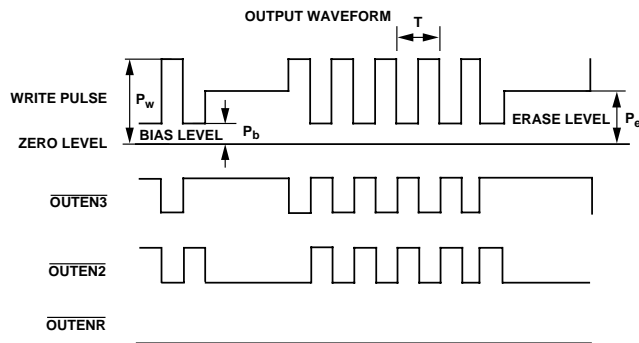 OUTPUT WAVEFORM
T
WRITE PULSE
Pw
BIAS LEVEL
Pb
ERASE LEVEL
Pe
ZERO LEVEL
OUTEN3
OUTEN2
OUTENR